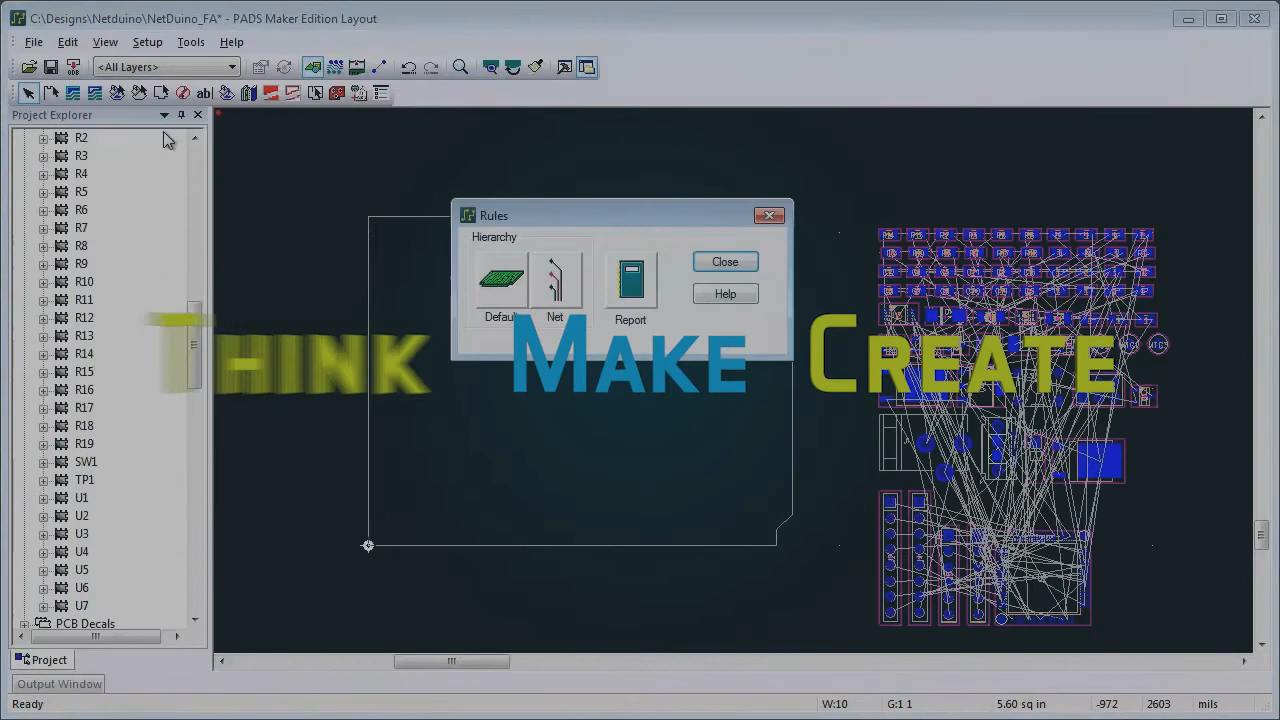 C:\Designs\Netduino\NetDuino_FA* - PADS Maker Edition Layout
File Edit View Setup Tools Help
<All Layers>
abl
Project Explorer
R2
R3
R4
R5
R6
R7
R8
R9
R10
R11
R12
R13
R14
R15
R16
R17
R18
R19
SW1
TP1
U1
U2
U3
U4
U5
U6
U7
PCB Decals
Project
Output Window
Rules
Hierarchy
Close
Help
Default Net Report
Think Make Create
Ready W:10 G:1 1 5.60 sq in -972 2603 mils